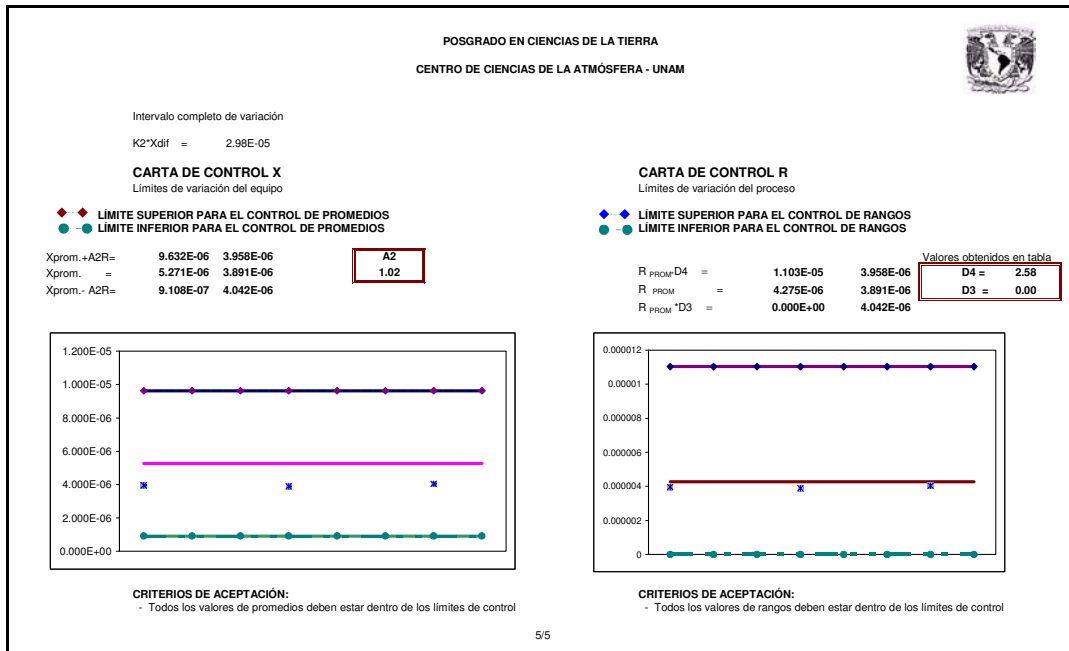 POSGRADO EN CIENCIAS DE LA TIERRA
CENTRO DE CIENCIAS DE LA ATMÓSFERA - UNAM
Intervalo completo de variación
K2*Xdif = 2.98E-05
CARTA DE CONTROL X
Límites de variación del equipo
LÍMITE SUPERIOR PARA EL CONTROL DE PROMEDIOS
LÍMITE INFERIOR PARA EL CONTROL DE PROMEDIOS
Xprom.+A2R= 9.632E-06 3.958E-06
Xprom. = 5.271E-06 3.891E-06
Xprom.- A2R= 9.108E-07 4.042E-06
A2
1.02
1.200E-05
1.000E-05
8.000E-06
6.000E-06
4.000E-06
2.000E-06
0.000E+00
CRITERIOS DE ACEPTACIÓN:
- Todos los valores de promedios deben estar dentro de los límites de control
CARTA DE CONTROL R
Límites de variación del proceso
LÍMITE SUPERIOR PARA EL CONTROL DE RANGOS
LÍMITE INFERIOR PARA EL CONTROL DE RANGOS
Valores obtenidos en tabla
R PROM*D4 = 1.103E-05 3.958E-06
R PROM = 4.275E-06 3.891E-06
R PROM *D3 = 0.000E+00 4.042E-06
D4 = 2.58
D3 = 0.00
0.000012
0.00001
0.000008
0.000006
0.000004
0.000002
0
CRITERIOS DE ACEPTACIÓN:
- Todos los valores de rangos deben estar dentro de los límites de control
5/5